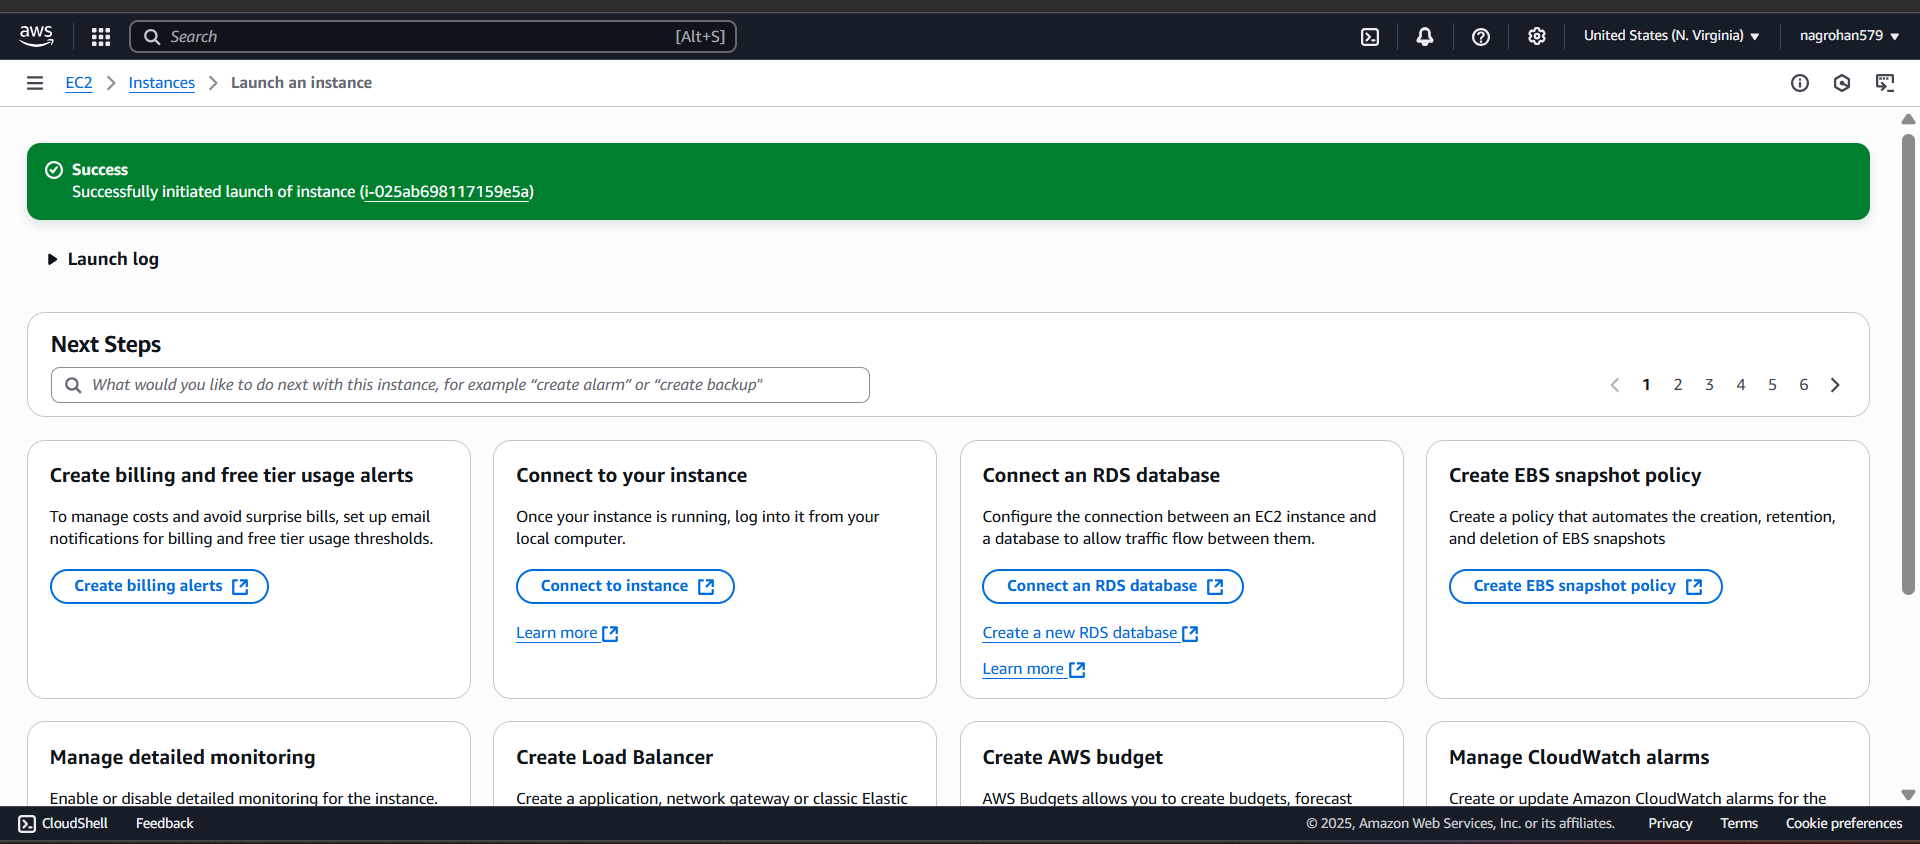 aws
Search
[Alt+S]
United States (N. Virginia)
nagrohan579
EC2
Instances
Launch an instance
Success
Successfully initiated launch of instance (i-025ab698117159e5a)
Launch log
Next Steps
What would you like to do next with this instance, for example “create alarm” or “create backup"
1 2 3 4 5 6
Create billing and free tier usage alerts
To manage costs and avoid surprise bills, set up email
notifications for billing and free tier usage thresholds.
Create billing alerts
Connect to your instance
Once your instance is running, log into it from your
local computer.
Connect to instance
Learn more
Connect an RDS database
Configure the connection between an EC2 instance and
a database to allow traffic flow between them.
Connect an RDS database
Create a new RDS database
Learn more
Create EBS snapshot policy
Create a policy that automates the creation, retention,
and deletion of EBS snapshots
Create EBS snapshot policy
Manage detailed monitoring
Enable or disable detailed monitoring for the instance.
Create Load Balancer
Create a application, network gateway or classic Elastic
Create AWS budget
AWS Budgets allows you to create budgets, forecast
Manage CloudWatch alarms
Create or update Amazon CloudWatch alarms for the
CloudShell
Feedback
© 2025, Amazon Web Services, Inc. or its affiliates.
Privacy
Terms
Cookie preferences